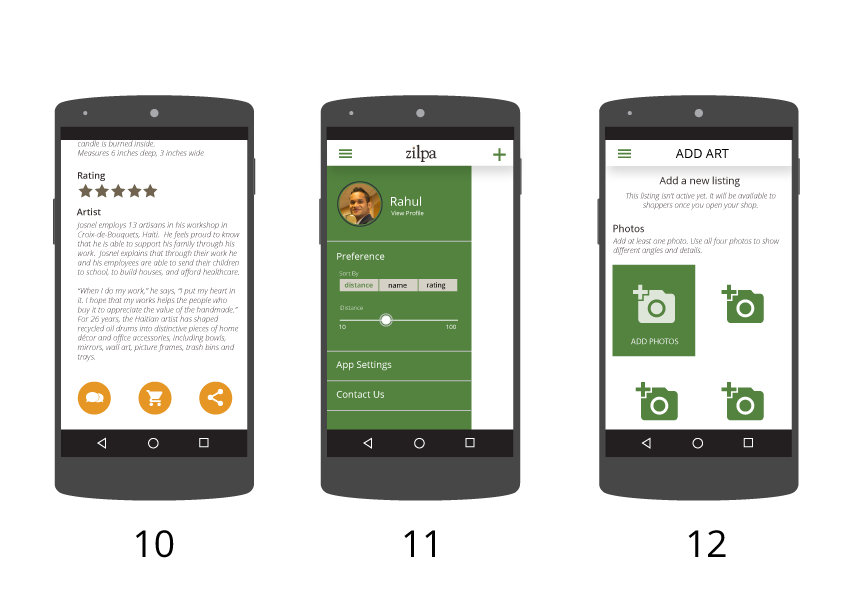 candle is burned inside.
Measures 6 inches deep, 3 inches wide
Rating
Artist
Josnel employs 13 artisans in his workshop in
Croix-de-Bouquets, Haiti. He feels proud to know
that he is able to support his family through his
work. Josnel explains that through their work he
and his employees are able to send their children
to school, to build houses, and afford healthcare.
“When I do my work,” he says, “I put my heart in
it. I hope that my works helps the people who
buy it to appreciate the value of the handmade.”
For 26 years, the Haitian artist has shaped
recycled oil drums into distinctive pieces of home
décor and office accessories, including bowls,
mirrors, wall art, picture frames, trash bins and
trays.
10
zilpa
Rahul
View Profile
Preference
Sort By
distance name rating
Distance
10 100
App Settings
Contact Us
11
ADD ART
Add a new listing
This listing isn't active yet. It will be available to
shoppers once you open your shop.
Photos
Add at least one photo. Use all four photos to show
different angles and details.
ADD PHOTOS
12